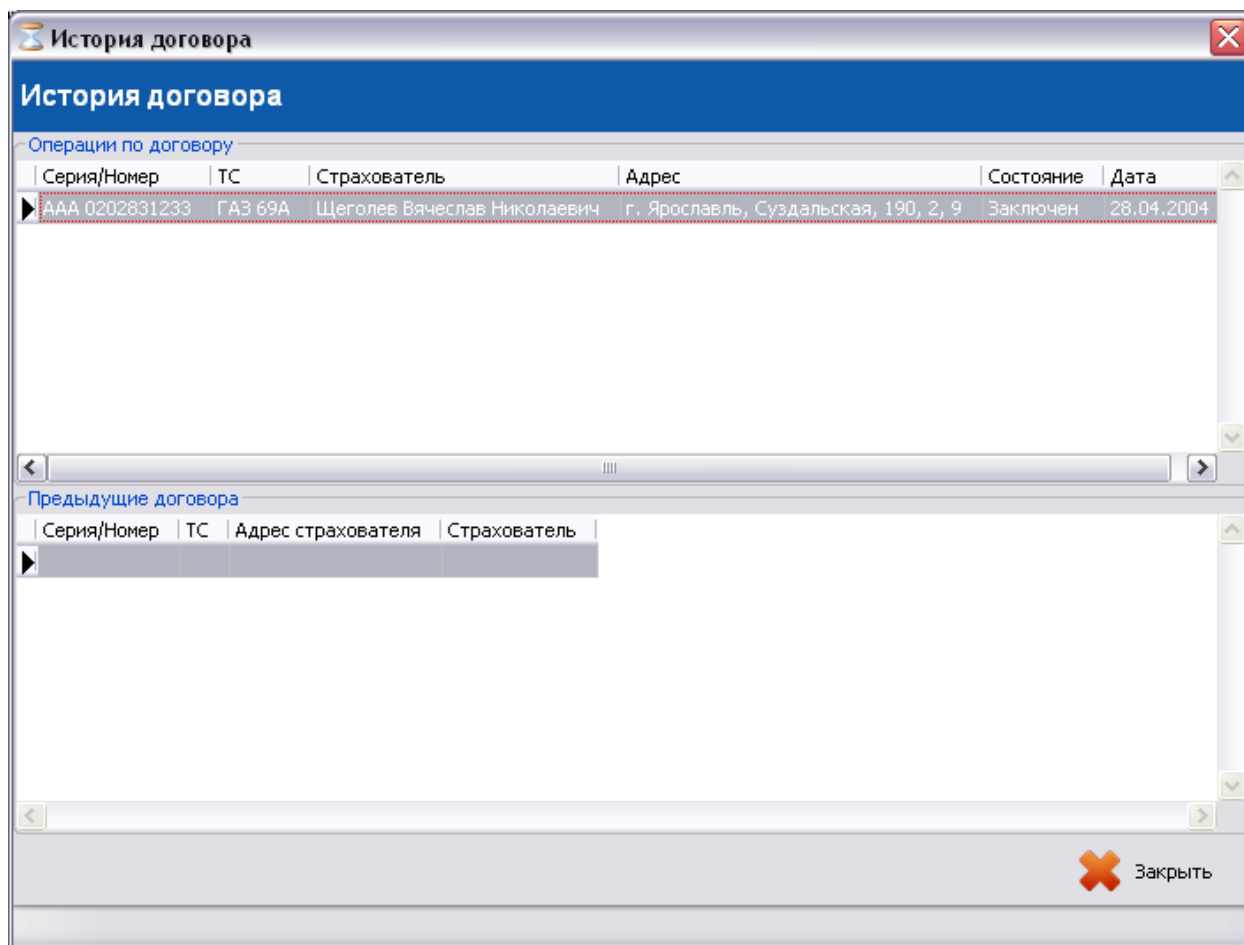 История договора
История договора
Операции по договору
Серия/Номер ТС Страхователь Адрес Состояние Дата
ААА 0202831233 ГАЗ 69А Щеголев Вячеслав Николаевич г. Ярославль, Суздальская, 190, 2, 9 Заключен 28.04.2004
Предыдущие договора
Серия/Номер ТС Адрес страхователя Страхователь
Закрыть